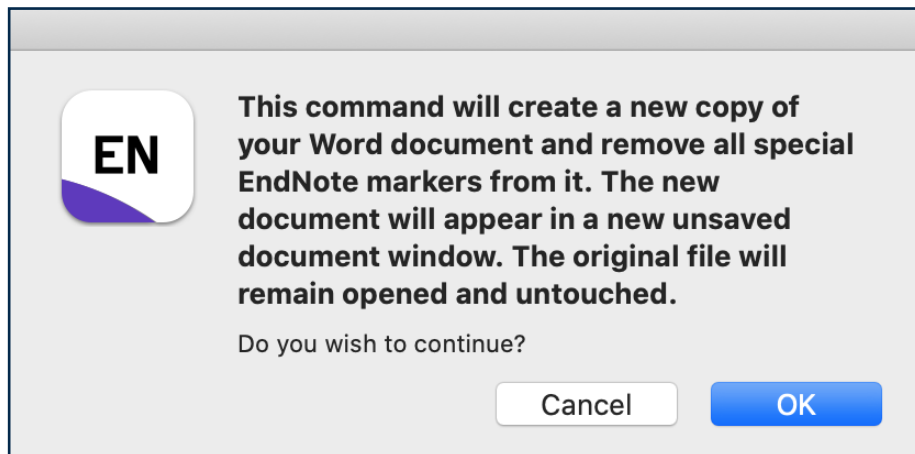 EN
This command will create a new copy of
your Word document and remove all special
EndNote markers from it. The new
document will appear in a new unsaved
document window. The original file will
remain opened and untouched.
Do you wish to continue?
Cancel
OK